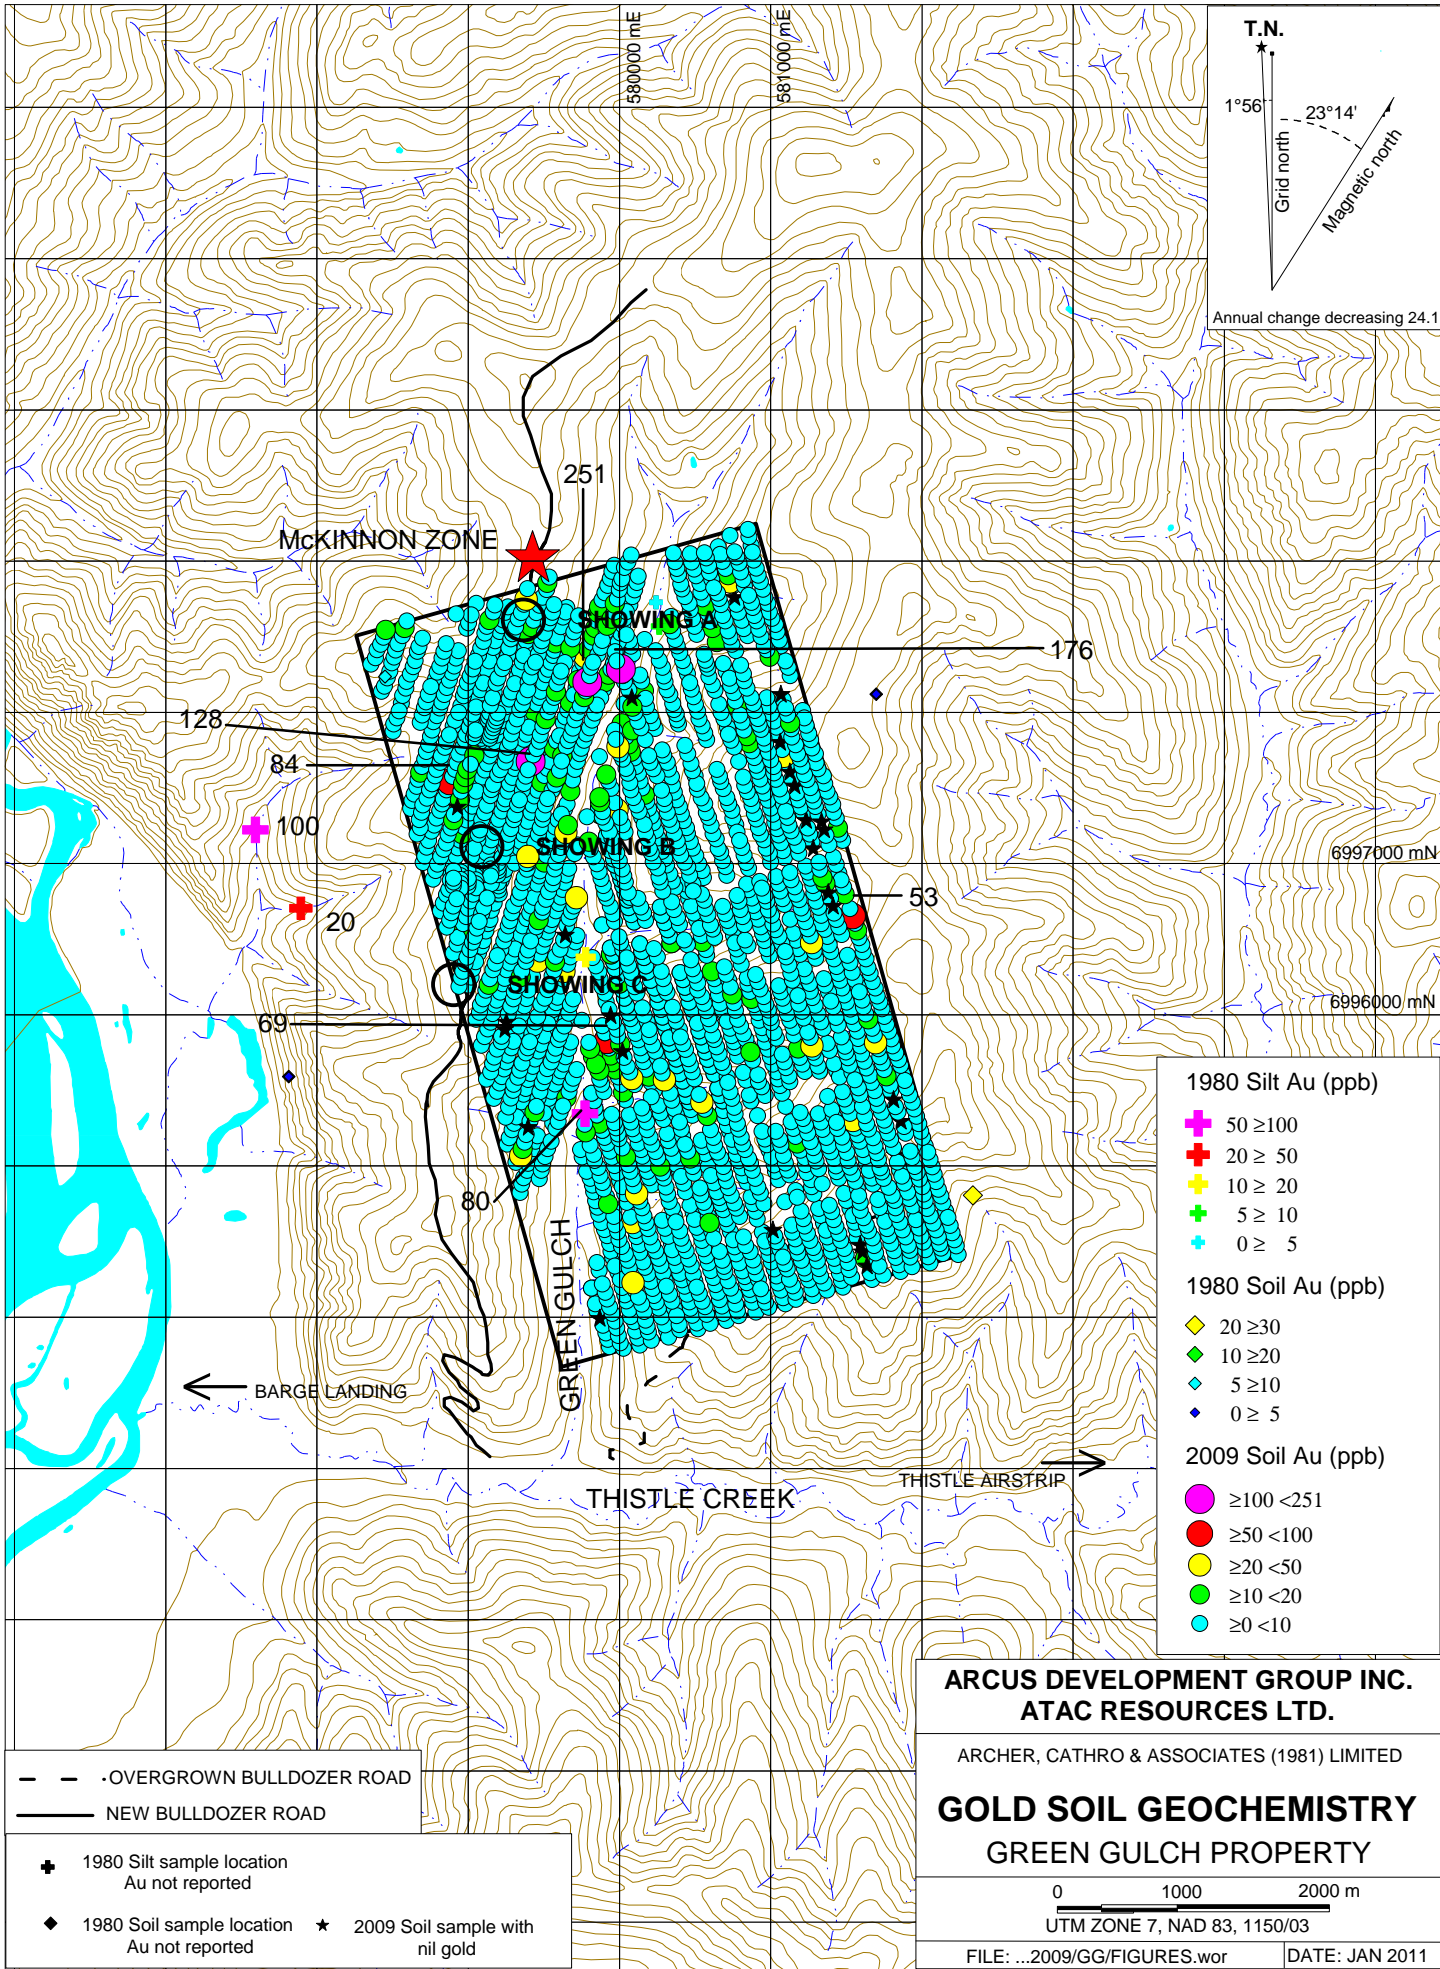 580000 mE
581000 mE
T.N.
1°56'
23°14'
Grid north
Magnetic north
Annual change decreasing 24.1
251
McKINNON ZONE
SHOWING A
176
128
84
100
SHOWING B
6997000 mN
53
20
SHOWING C
6996000 mN
69
80
GREEN GULCH
BARGE LANDING
THISTLE AIRSTRIP
THISTLE CREEK
1980 Silt Au (ppb)
50 ≥100
20 ≥ 50
10 ≥ 20
5 ≥ 10
0 ≥ 5
1980 Soil Au (ppb)
20 ≥30
10 ≥20
5 ≥10
0 ≥ 5
2009 Soil Au (ppb)
≥100 <251
≥50 <100
≥20 <50
≥10 <20
≥0 <10
OVERGROWN BULLDOZER ROAD
NEW BULLDOZER ROAD
1980 Silt sample location
Au not reported
1980 Soil sample location
Au not reported
2009 Soil sample with
nil gold
ARCUS DEVELOPMENT GROUP INC.
ATAC RESOURCES LTD.
ARCHER, CATHRO & ASSOCIATES (1981) LIMITED
GOLD SOIL GEOCHEMISTRY
GREEN GULCH PROPERTY
0 1000 2000 m
UTM ZONE 7, NAD 83, 1150/03
FILE: ...2009/GG/FIGURES.wor
DATE: JAN 2011